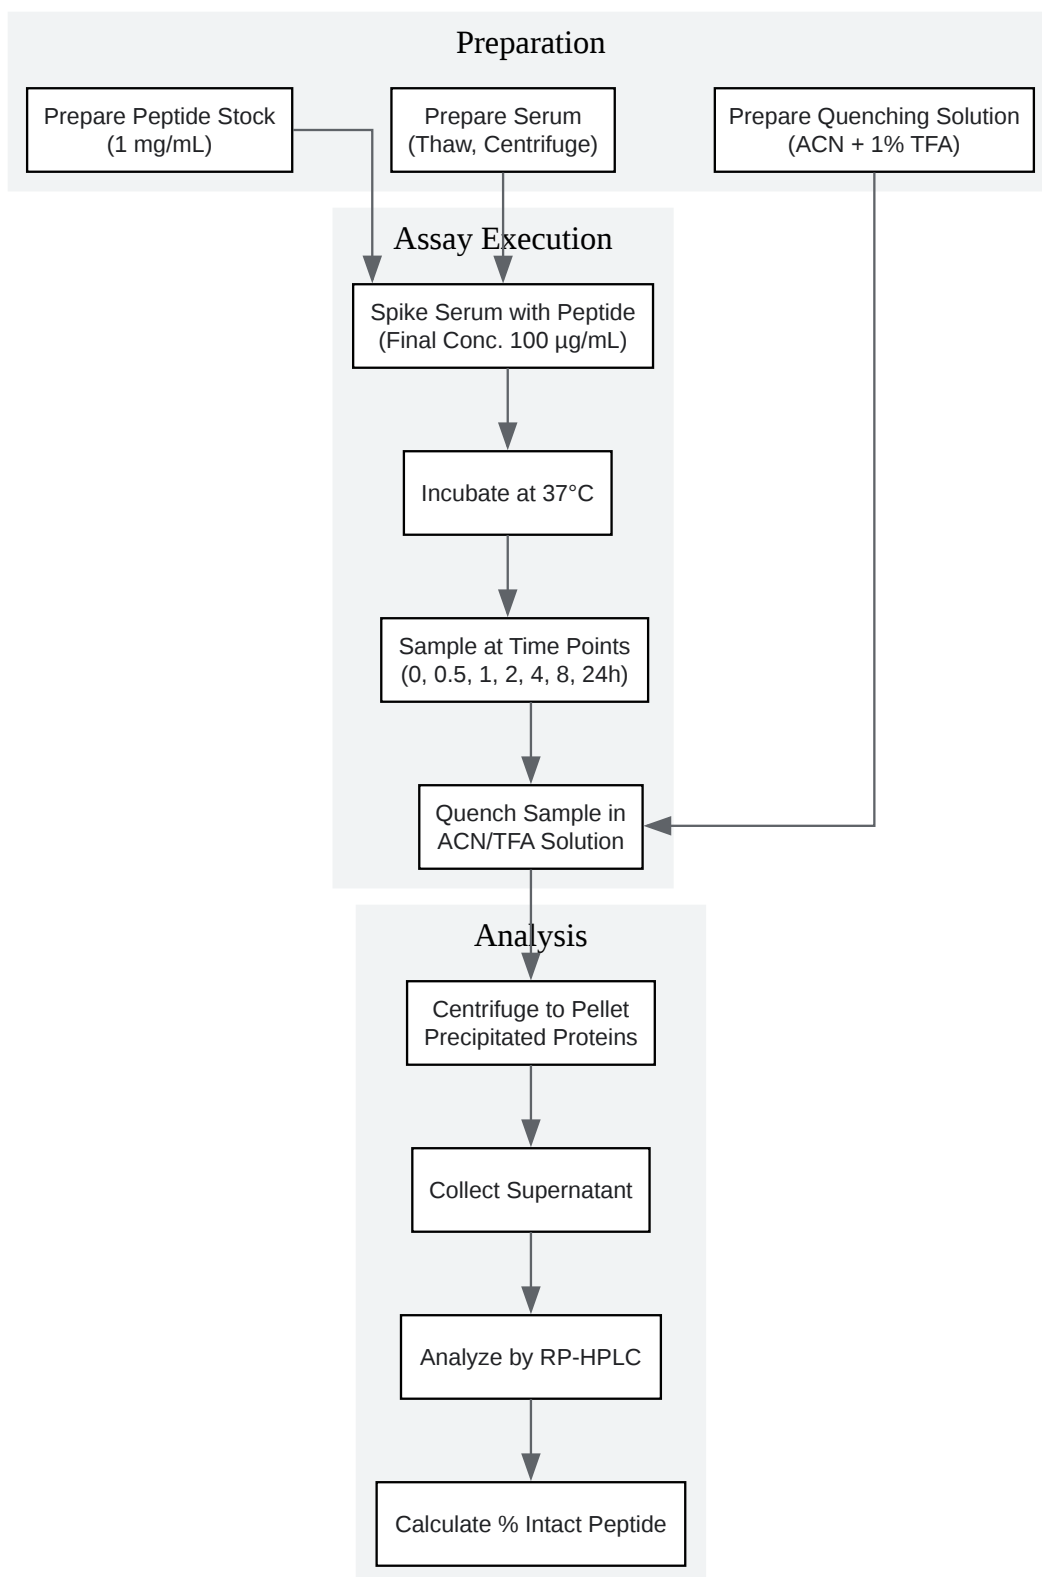 Preparation
Prepare Peptide Stock
(1 mg/mL)
Prepare Serum
(Thaw, Centrifuge)
Prepare Quenching Solution
(ACN + 1% TFA)
Assay Execution
Spike Serum with Peptide
(Final Conc. 100 µg/mL)
Incubate at 37°C
Sample at Time Points
(0, 0.5, 1, 2, 4, 8, 24h)
Quench Sample in
ACN/TFA Solution
Analysis
Centrifuge to Pellet
Precipitated Proteins
Collect Supernatant
Analyze by RP-HPLC
Calculate % Intact Peptide